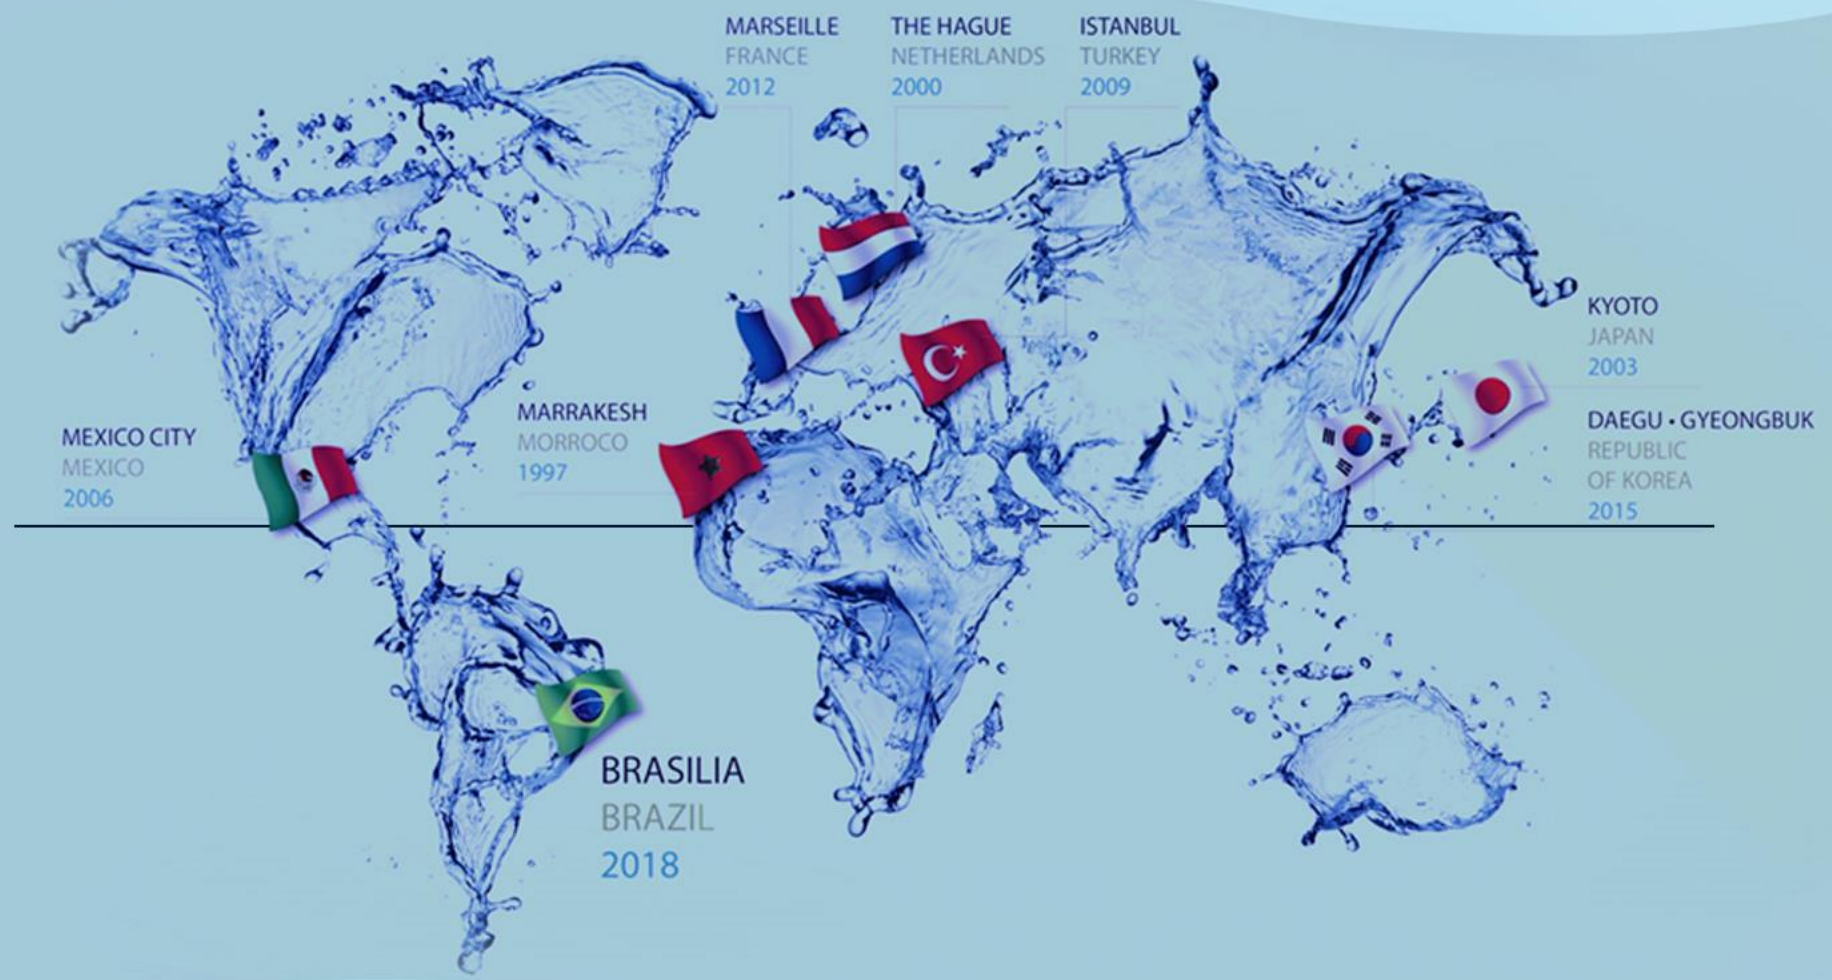 MARSEILLE
FRANCE
2012
THE HAGUE
NETHERLANDS
2000
ISTANBUL
TURKEY
2009
KYOTO
JAPAN
2003
DAEGU • GYEONGBUK
REPUBLIC
OF KOREA
2015
MARRAKESH
MORROCO
1997
MEXICO CITY
MEXICO
2006
BRASILIA
BRAZIL
2018